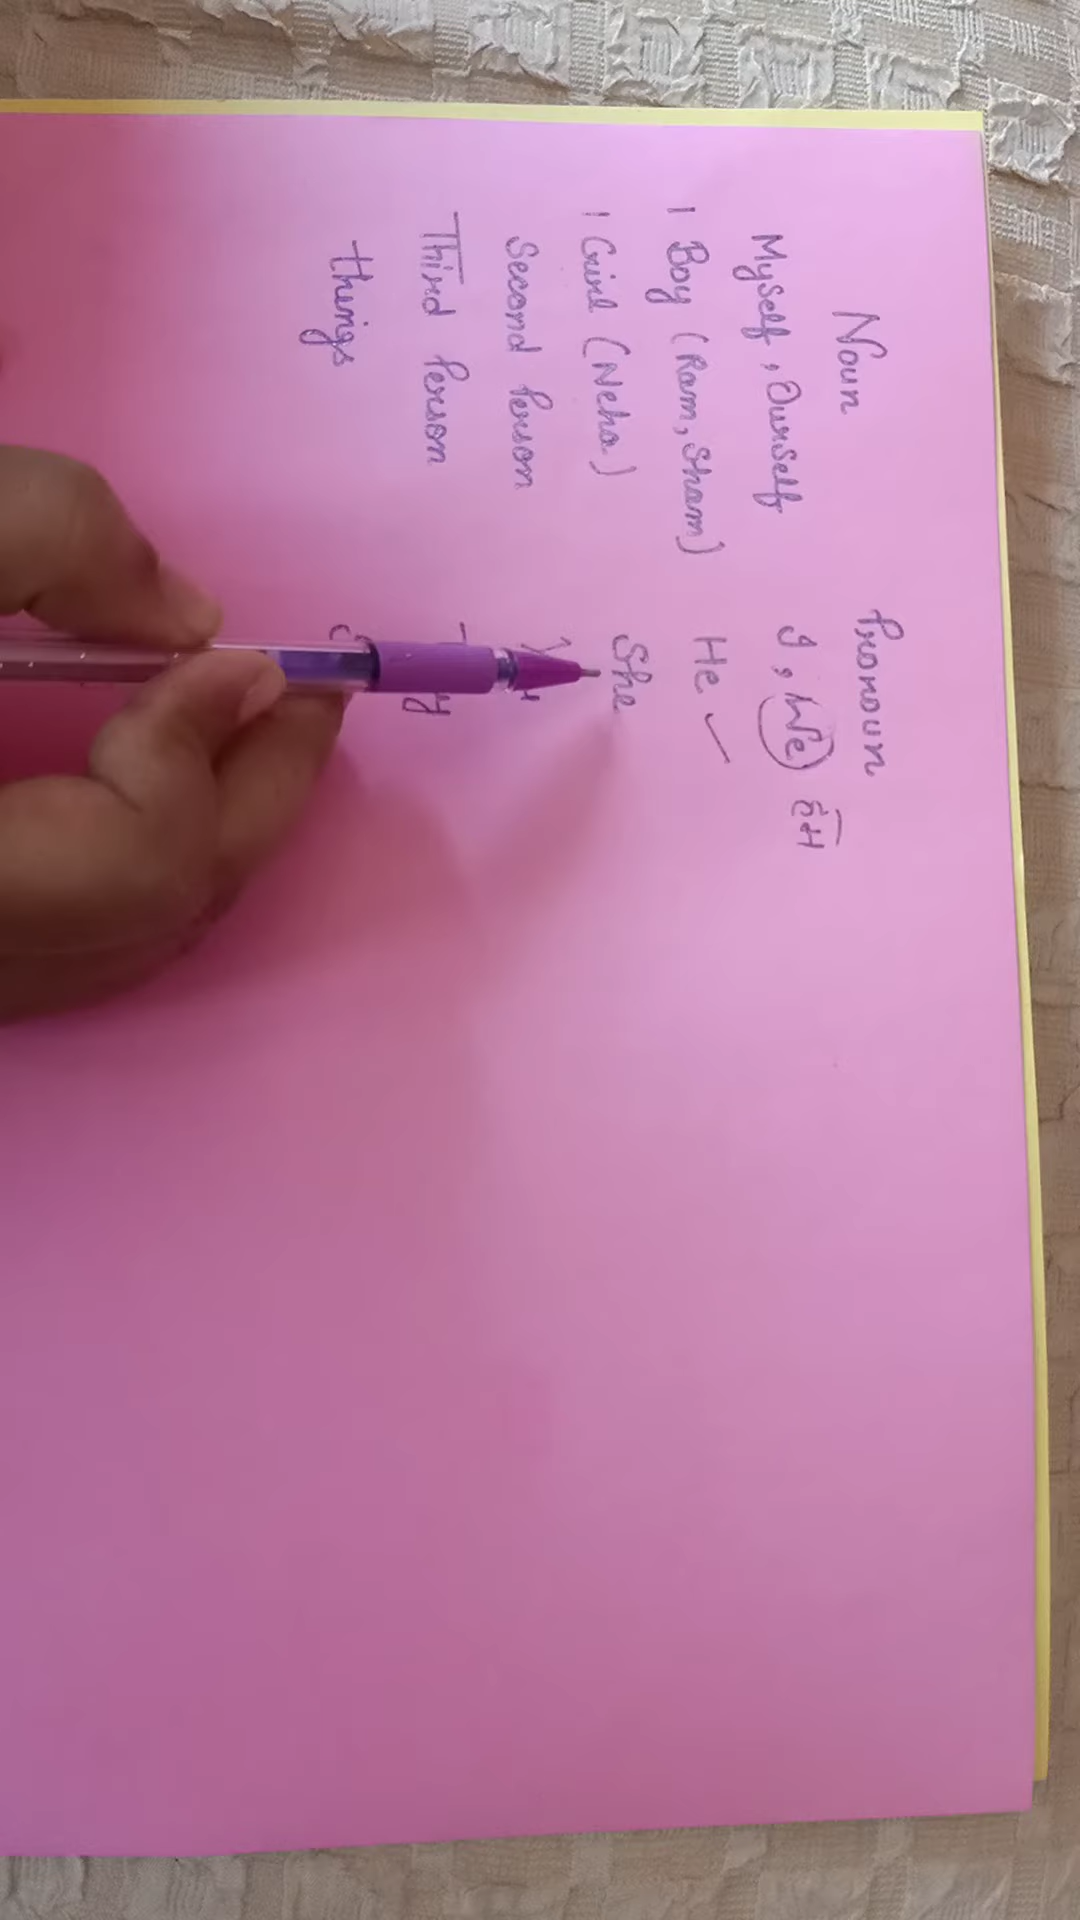 Noun Pronoun
Myself, Ourself I, We हम
1 Boy (Ram, Sham) He ✓
1 Girl (Neha) She
Second Person
Third Person
things